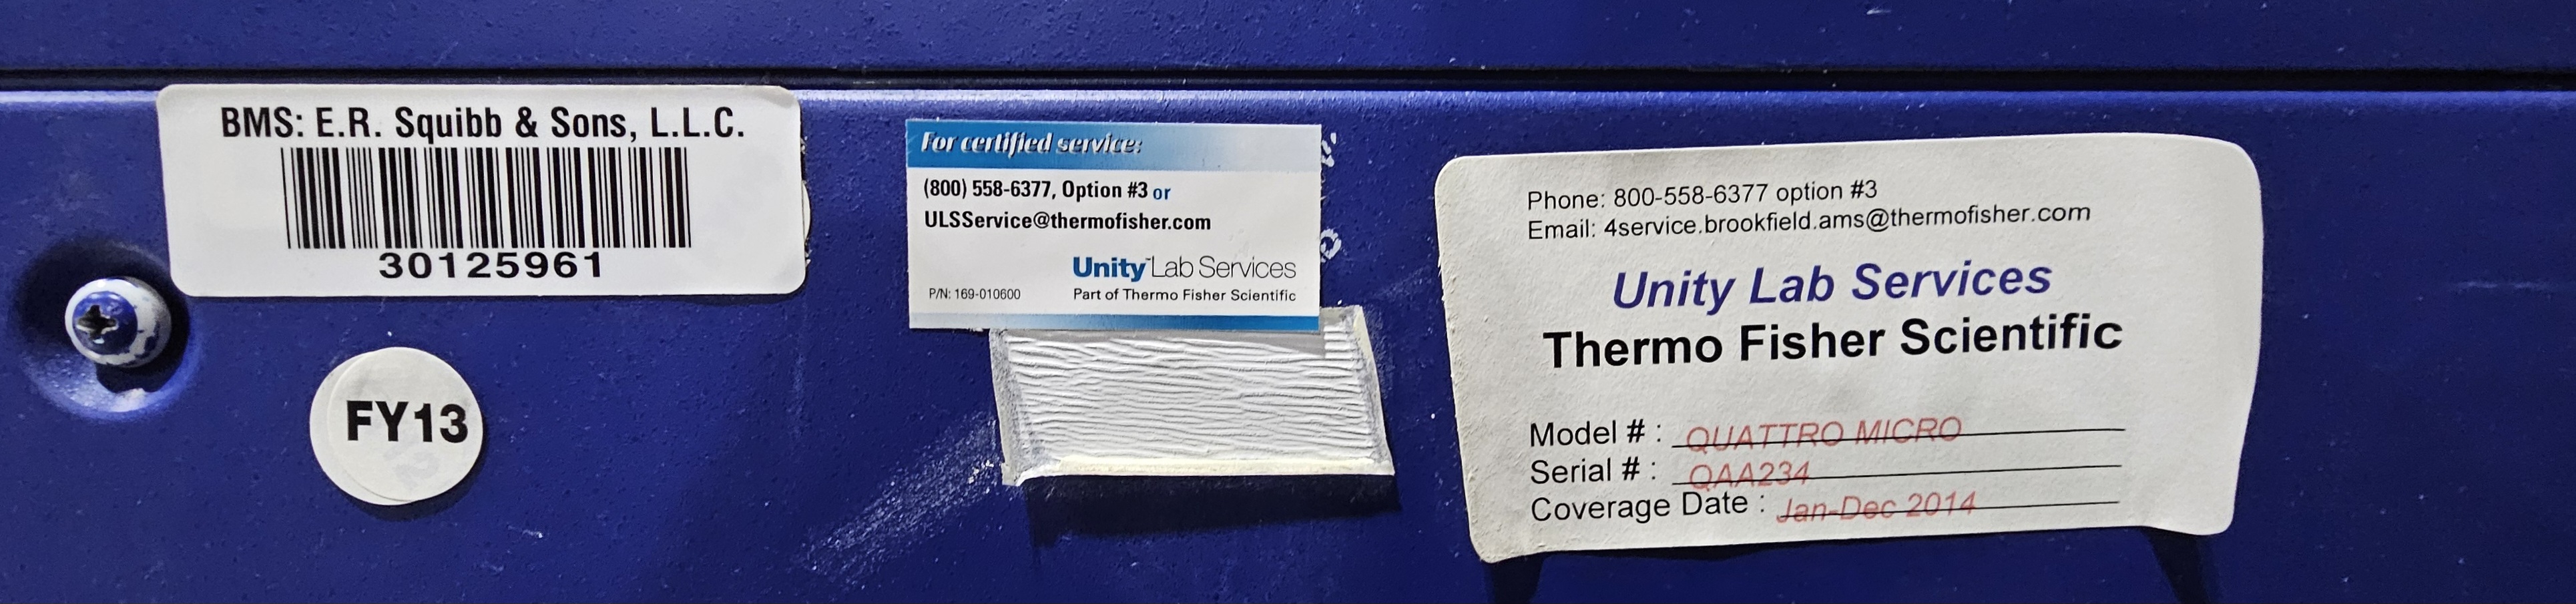 BMS: E.R. Squibb & Sons, L.L.C.
30125961
FY13
For certified service:
(800) 558-6377, Option #3 or
ULSService@thermofisher.com
Unity™Lab Services
P/N: 169-010600
Part of Thermo Fisher Scientific
Phone: 800-558-6377 option #3
Email: 4service.brookfield.ams@thermofisher.com
Unity Lab Services
Thermo Fisher Scientific
Model # : QUATTRO MICRO
Serial # : QAA234
Coverage Date : Jan-Dec 2014